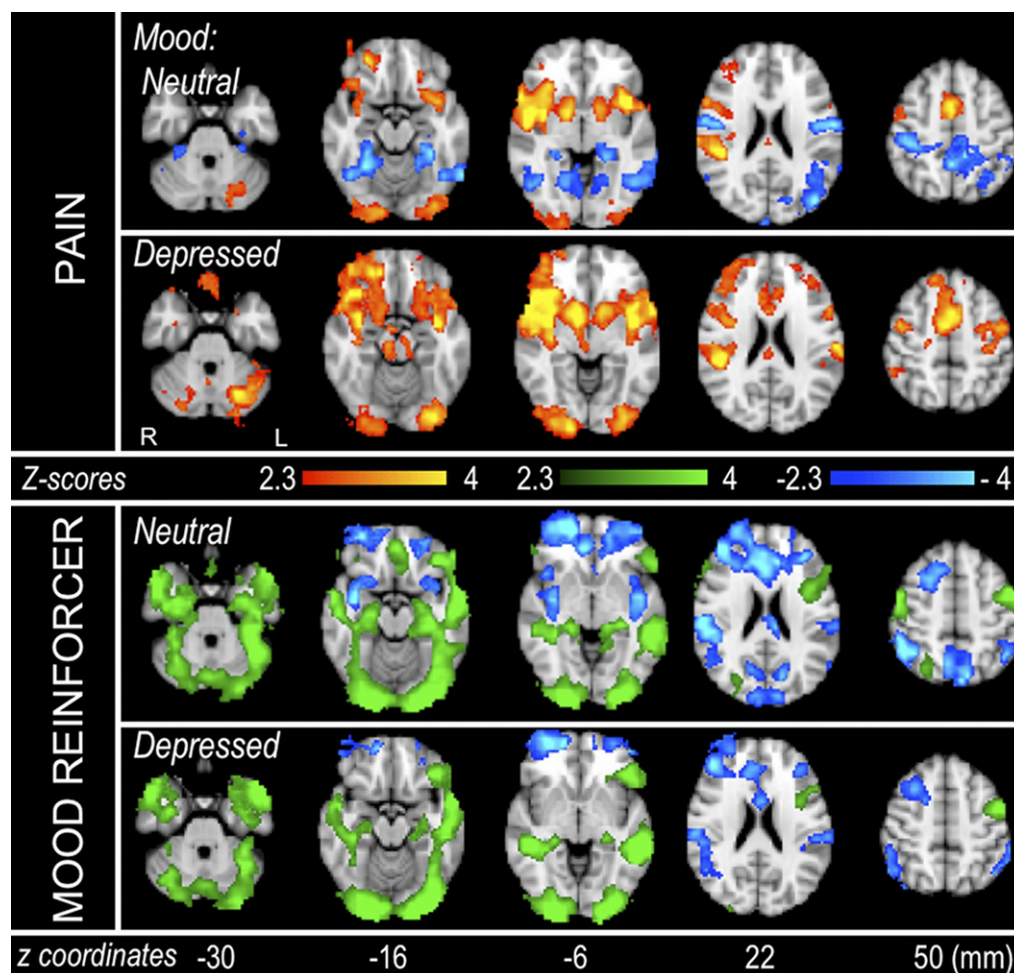 Mood:
Neutral
PAIN
Depressed
R L
Z-scores 2.3 4 2.3 4 -2.3 - 4
Neutral
MOOD REINFORCER
Depressed
z coordinates -30 -16 -6 22 50 (mm)